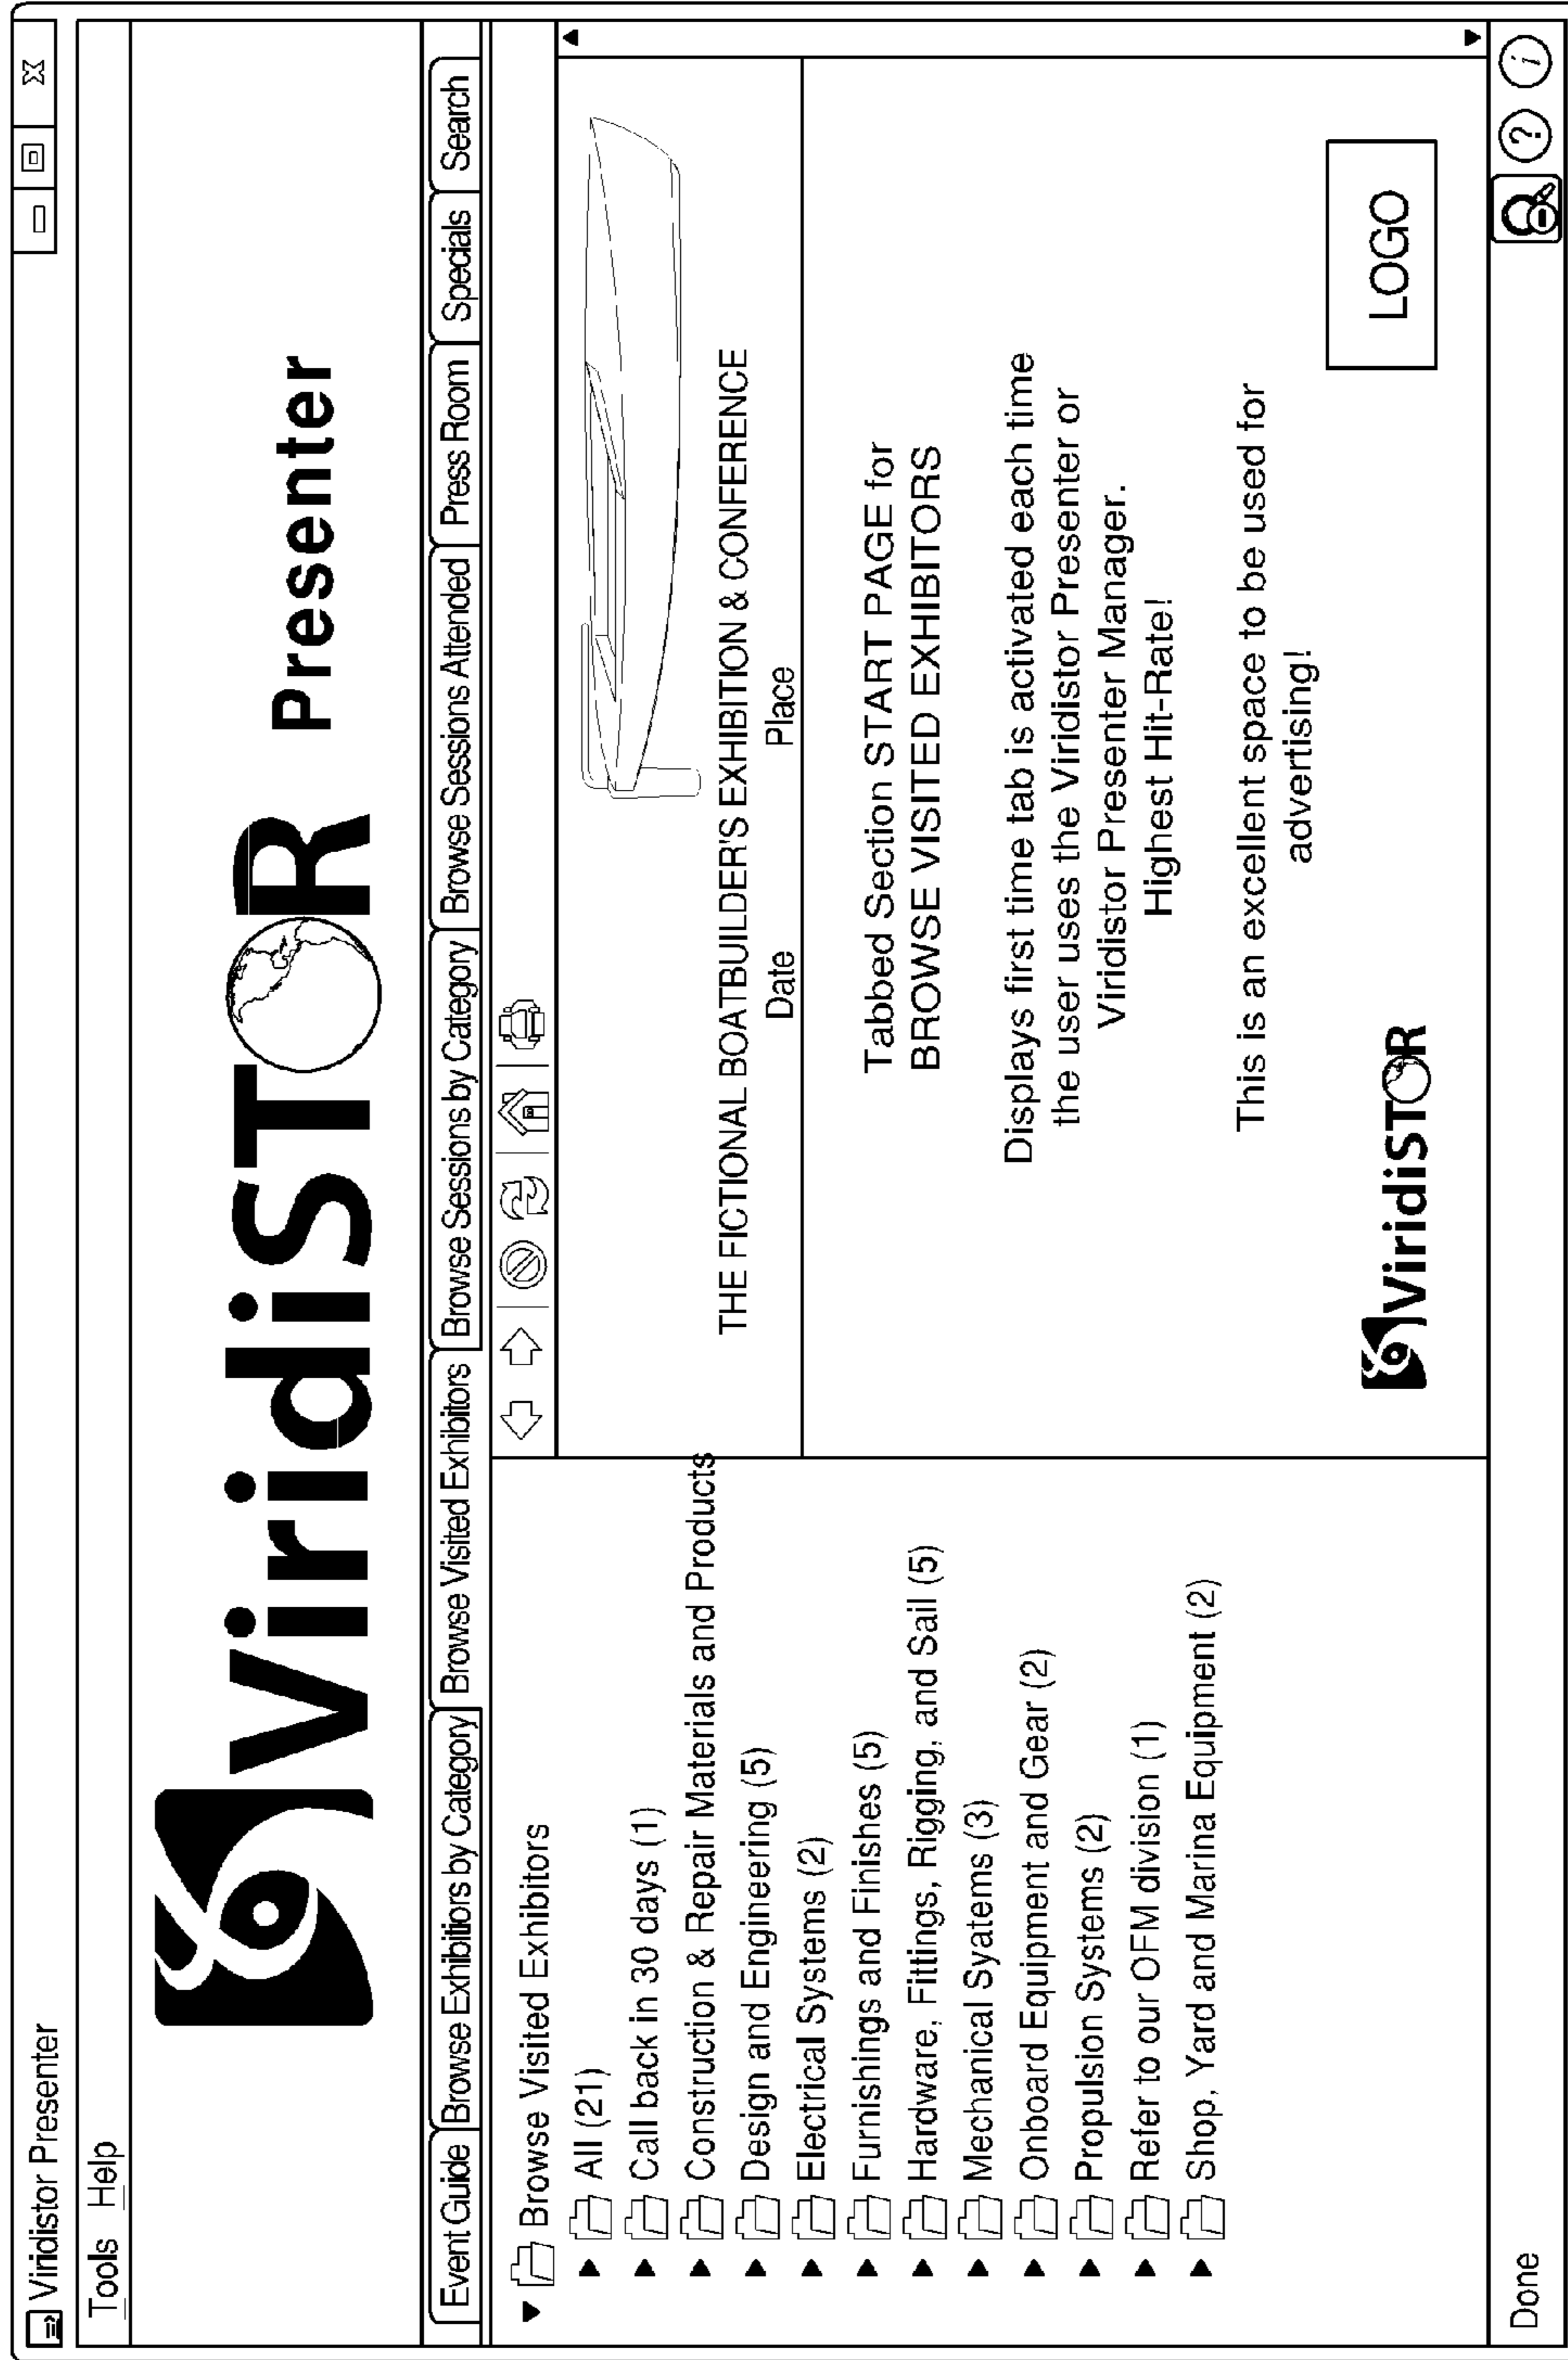 Viridistor Presenter
X
Tools Help
ViridiSTOR Presenter
Event Guide Browse Exhibitiors by Category Browse Visited Exhibitors Browse Sessions by Category Browse Sessions Attended Press Room Specials Search
Browse Visited Exhibitors
All (21)
Call back in 30 days (1)
Construction & Repair Materials and Products
Design and Engineering (5)
Electrical Systems (2)
Furnishings and Finishes (5)
Hardware, Fittings, Rigging, and Sail (5)
Mechanical Syatems (3)
Onboard Equipment and Gear (2)
Propulsion Systems (2)
Refer to our OFM division (1)
Shop, Yard and Marina Equipment (2)
THE FICTIONAL BOATBUILDER'S EXHIBITION & CONFERENCE
Date Place
Tabbed Section START PAGE for
BROWSE VISITED EXHIBITORS
Displays first time tab is activated each time
the user uses the Viridistor Presenter or
Viridistor Presenter Manager.
Highest Hit-Rate!
This is an excellent space to be used for
advertising!
ViridiSTOR
LOGO
Done
? i